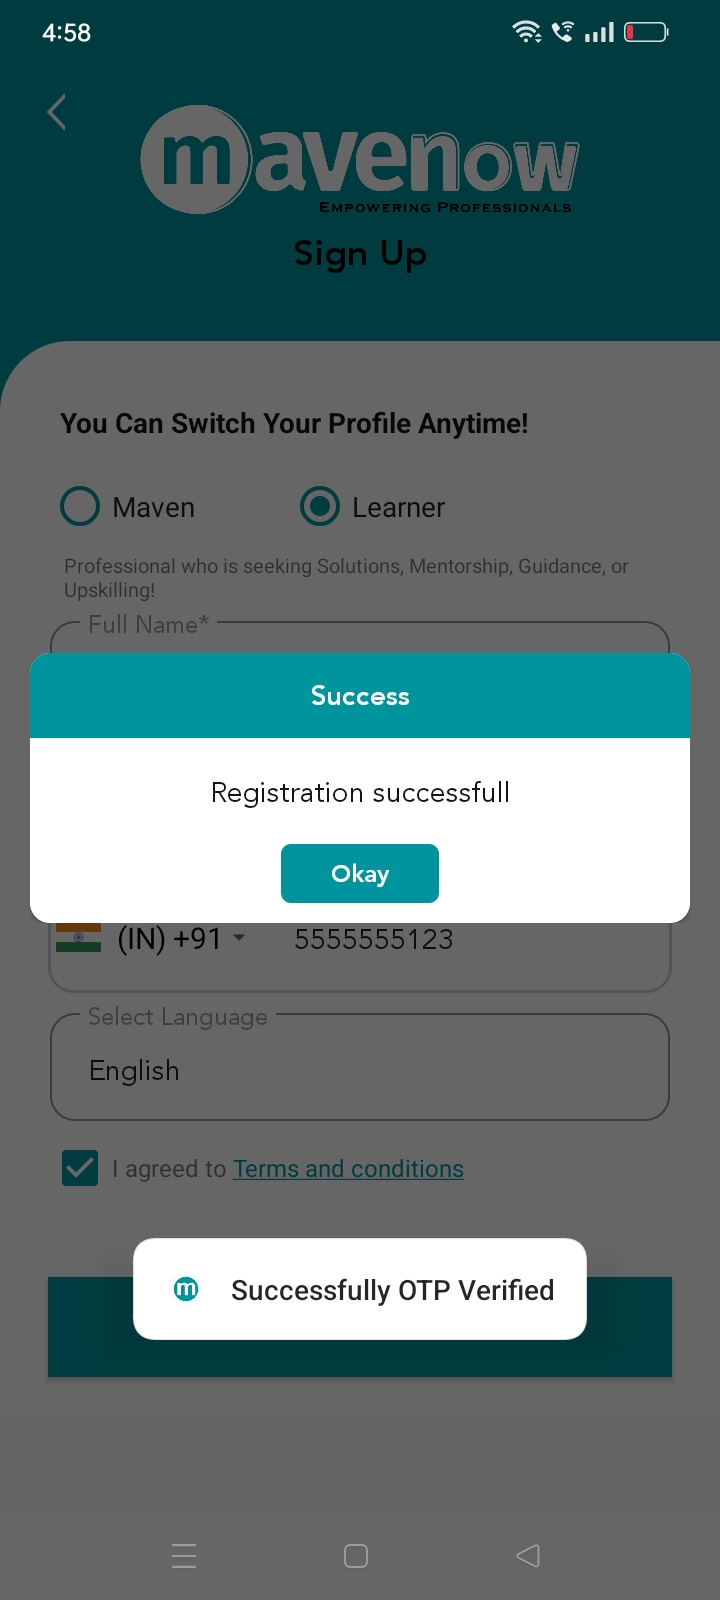 4:58
mavenow
EMPOWERING PROFESSIONALS
Sign Up
You Can Switch Your Profile Anytime!
Maven
Learner
Professional who is seeking Solutions, Mentorship, Guidance, or
Upskilling!
Full Name*
Success
Registration successfull
Okay
(IN) +91 5555555123
Select Language
English
I agreed to Terms and conditions
m Successfully OTP Verified